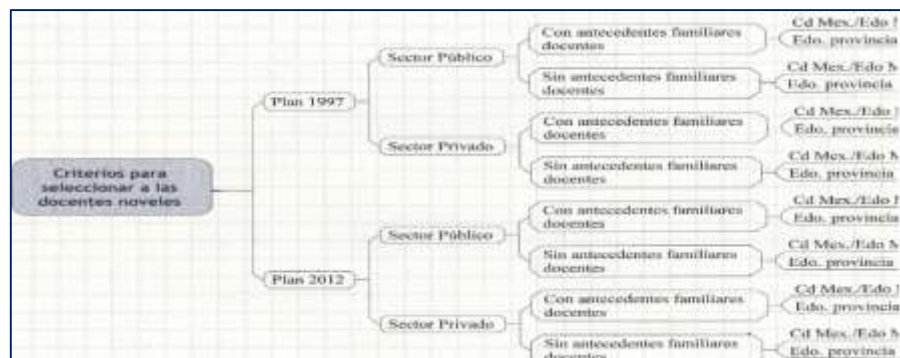 Criterios para
seleccionar a las
docentes noveles
Plan 1997
Sector Público
Con antecedentes familiares
docentes
Cd Mex./Edo
Edo. provincia
Sin antecedentes familiares
docentes
Cd Mex./Edo M
Edo. provincia
Sector Privado
Con antecedentes familiares
docentes
Cd Mex./Edo
Edo. provincia
Sin antecedentes familiares
docentes
Cd Mex./Edo
Edo. provincia
Plan 2012
Sector Público
Con antecedentes familiares
docentes
Cd Mex./Edo
Edo. provincia
Sin antecedentes familiares
docentes
Cd Mex./Edo M
Edo. provincia
Sector Privado
Con antecedentes familiares
docentes
Cd Mex./Edo
Edo. provincia
Sin antecedentes familiares
docentes
Cd Mex./Edo M
Edo. provincia